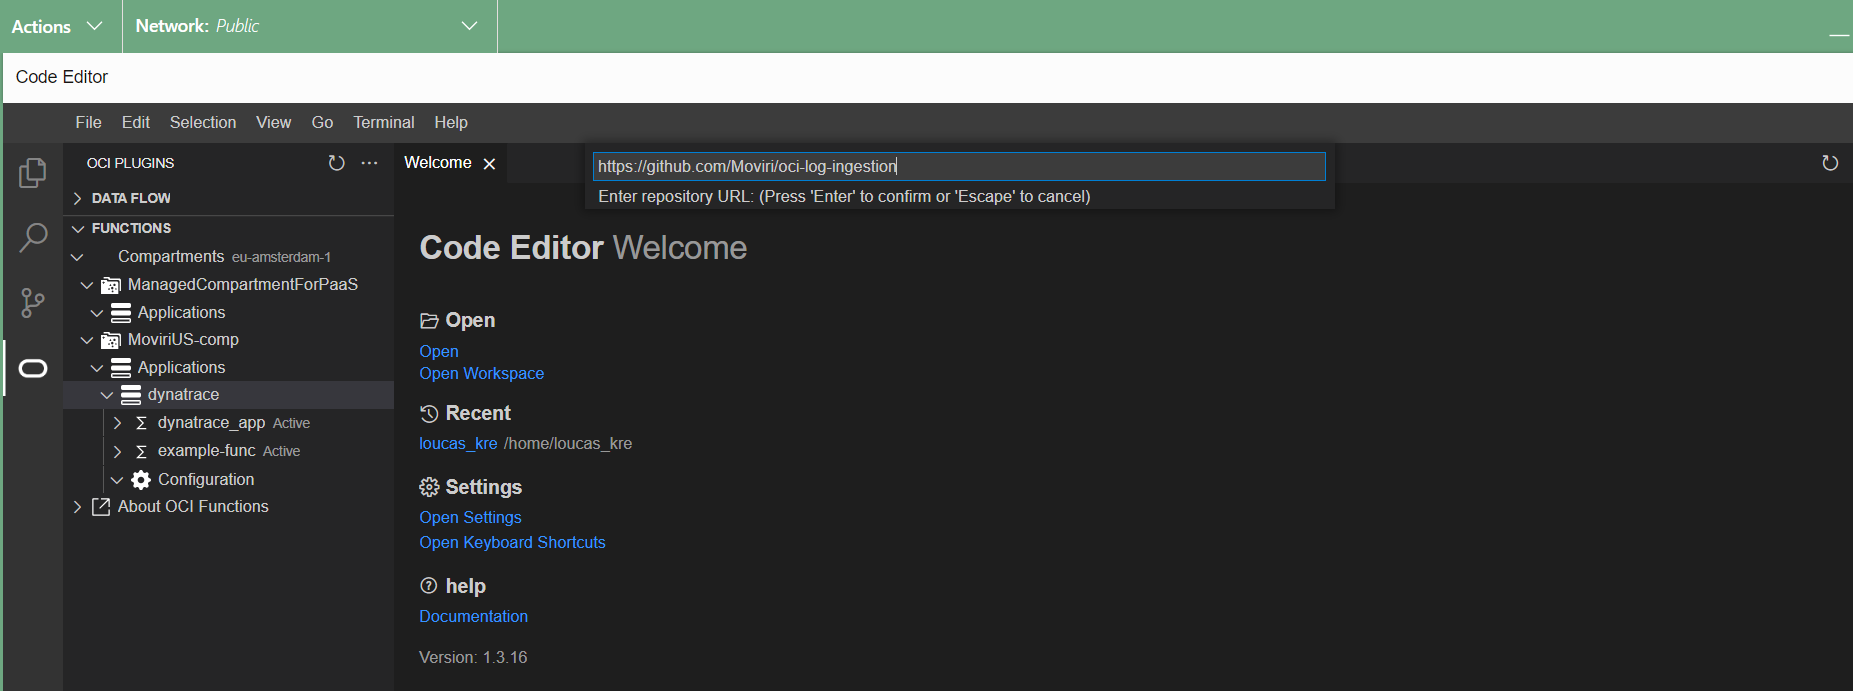 Actions Network: Public
Code Editor
File Edit Selection View Go Terminal Help
OCI PLUGINS
DATA FLOW
FUNCTIONS
Compartments eu-amsterdam-1
ManagedCompartmentForPaaS
Applications
MoviriUS-comp
Applications
dynatrace
dynatrace_app Active
example-func Active
Configuration
About OCI Functions
Welcome
https://github.com/Moviri/oci-log-ingestion
Enter repository URL: (Press 'Enter' to confirm or 'Escape' to cancel)
Code Editor Welcome
Open
Open
Open Workspace
Recent
loucas_kre /home/loucas_kre
Settings
Open Settings
Open Keyboard Shortcuts
help
Documentation
Version: 1.3.16